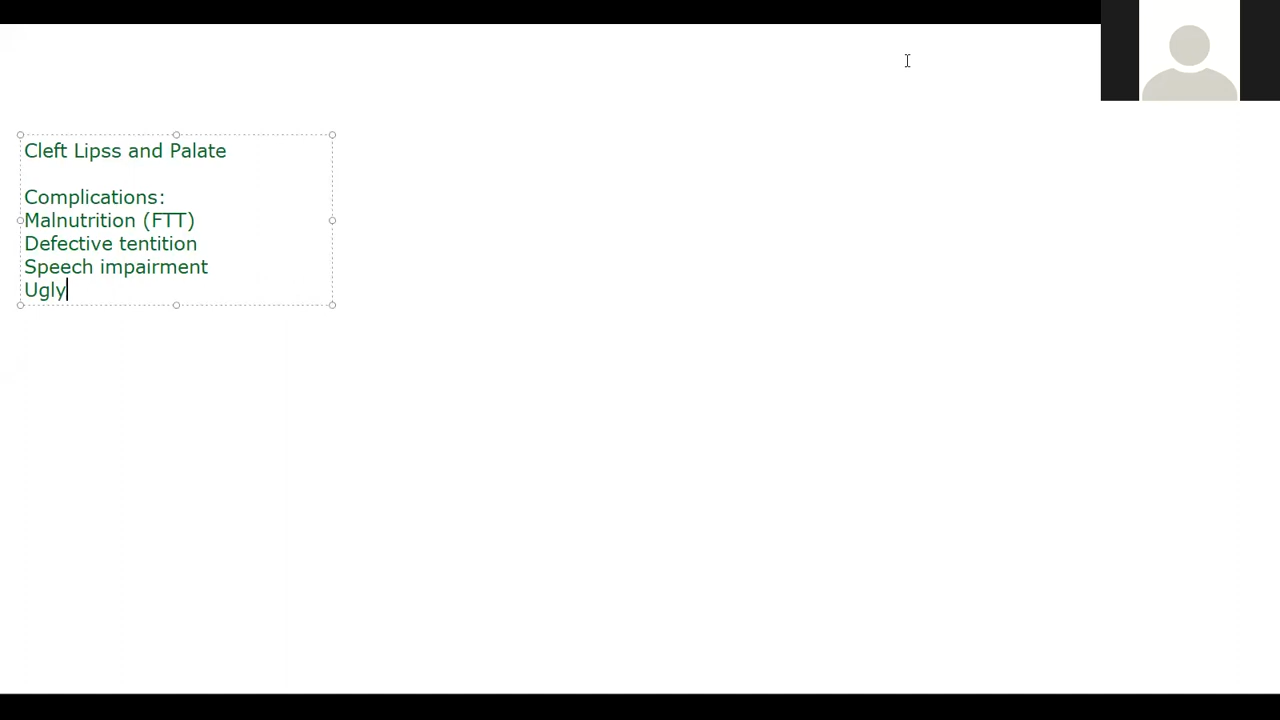 Cleft Lipss and Palate
Complications:
Malnutrition (FTT)
Defective tentition
Speech impairment
Ugly